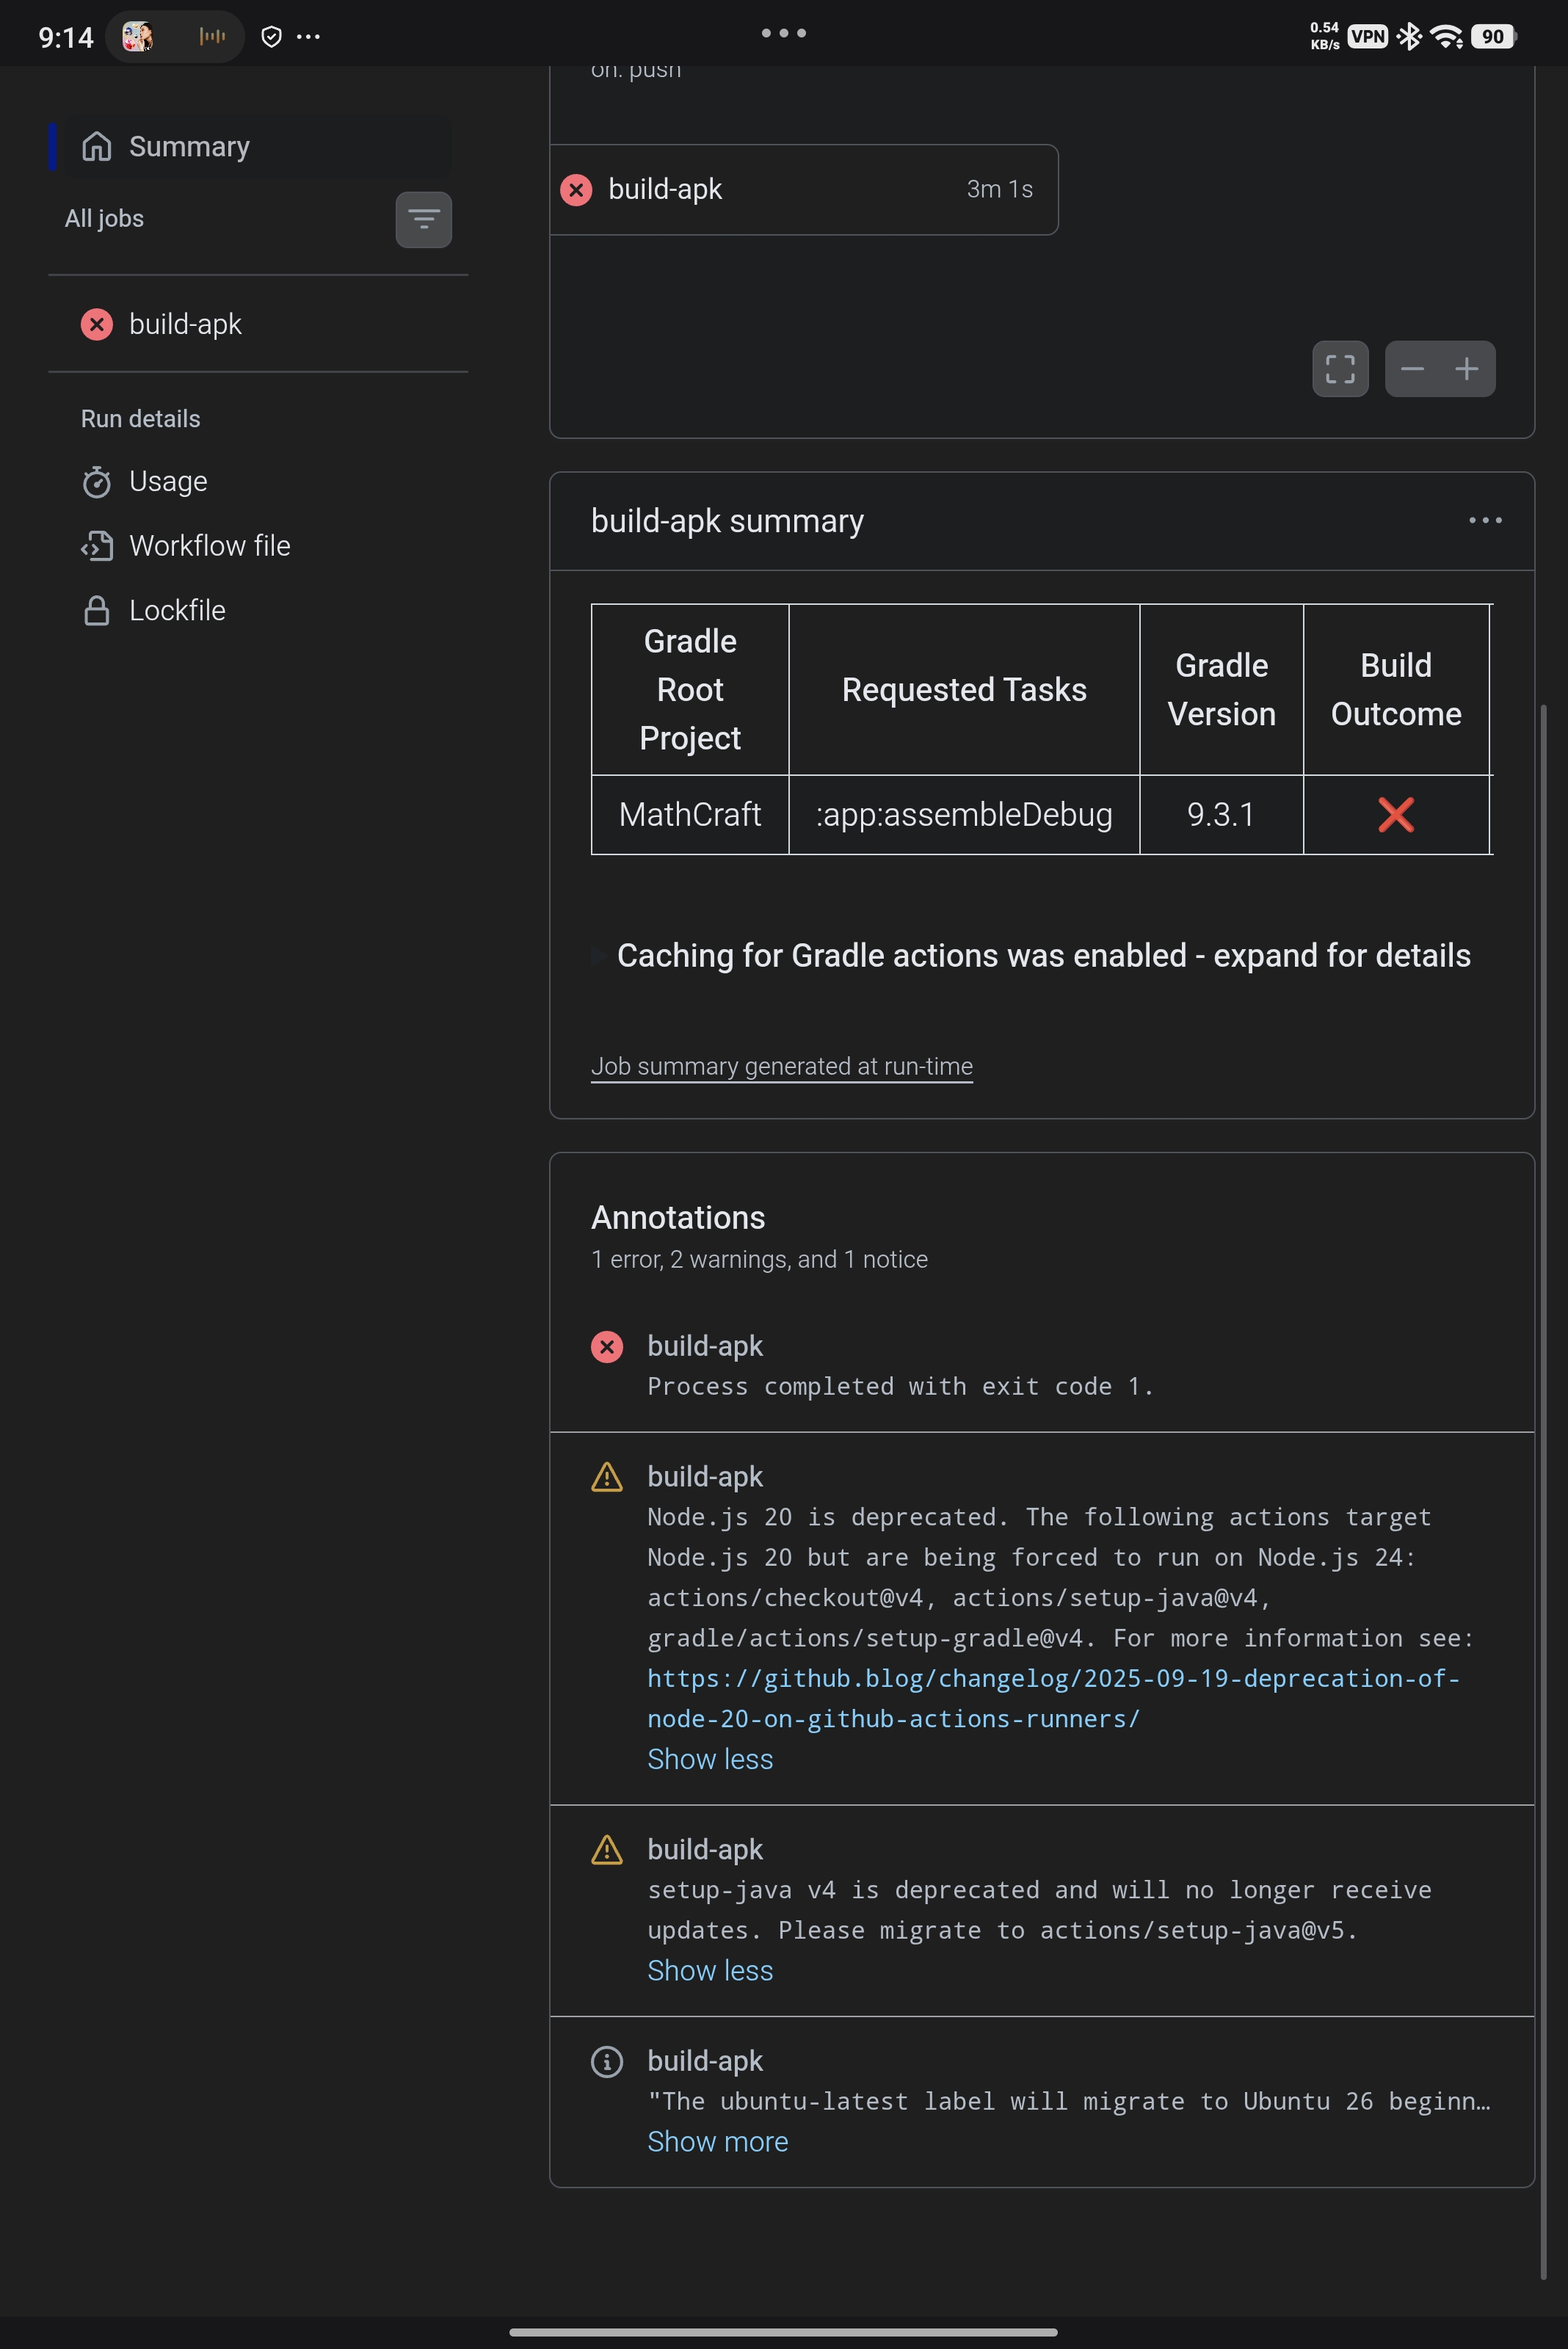 9:14
0.54
KB/s
VPN
90
on: push
Summary
All jobs
build-apk
Run details
Usage
Workflow file
Lockfile
build-apk
3m 1s
build-apk summary
Gradle Root Project
Requested Tasks
Gradle Version
Build Outcome
MathCraft
:app:assembleDebug
9.3.1
Caching for Gradle actions was enabled - expand for details
Job summary generated at run-time
Annotations
1 error, 2 warnings, and 1 notice
build-apk
Process completed with exit code 1.
build-apk
Node.js 20 is deprecated. The following actions target
Node.js 20 but are being forced to run on Node.js 24:
actions/checkout@v4, actions/setup-java@v4,
gradle/actions/setup-gradle@v4. For more information see:
https://github.blog/changelog/2025-09-19-deprecation-of-
node-20-on-github-actions-runners/
Show less
build-apk
setup-java v4 is deprecated and will no longer receive
updates. Please migrate to actions/setup-java@v5.
Show less
build-apk
"The ubuntu-latest label will migrate to Ubuntu 26 beginn…
Show more